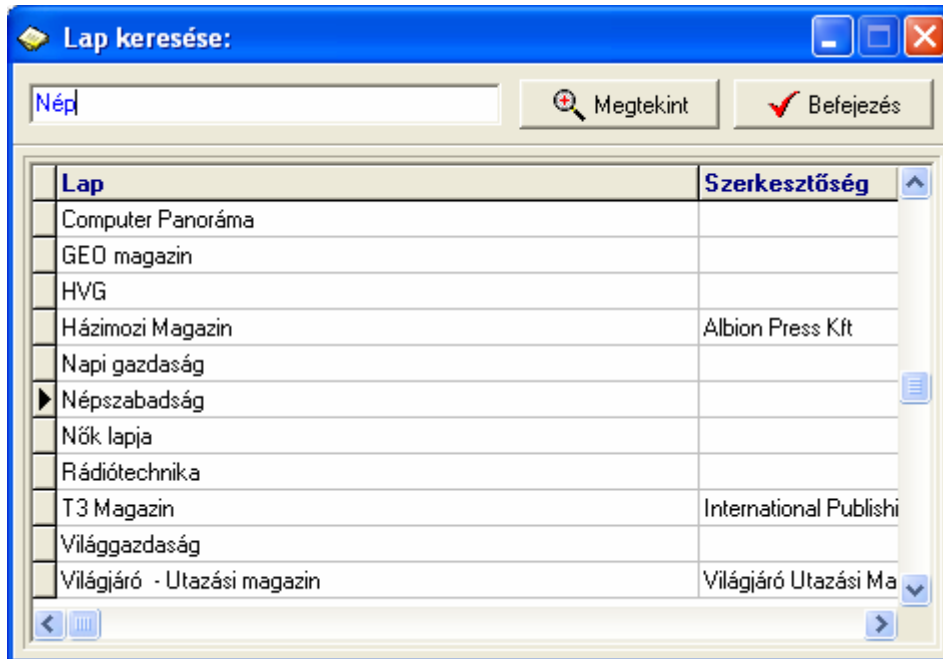 Lap keresése:
Nép
Megtekint
Befejezés
Lap Szerkesztőség
Computer Panoráma
GEO magazin
HVG
Házimozi Magazin Albion Press Kft
Napi gazdaság
Népszabadság
Nők lapja
Rádiótechnika
T3 Magazin International Publishi
Világgazdaság
Világjáró - Utazási magazin Világjáró Utazási Ma